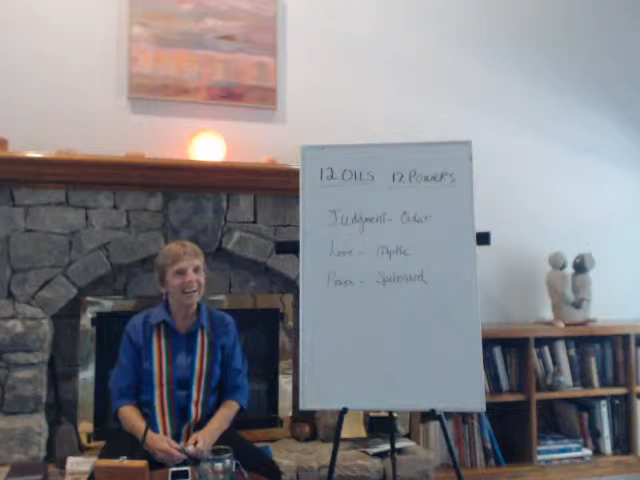 12 OILS 12 POWERS
Judgment - Cedar
Love - Myrtle
Power - Spikenard